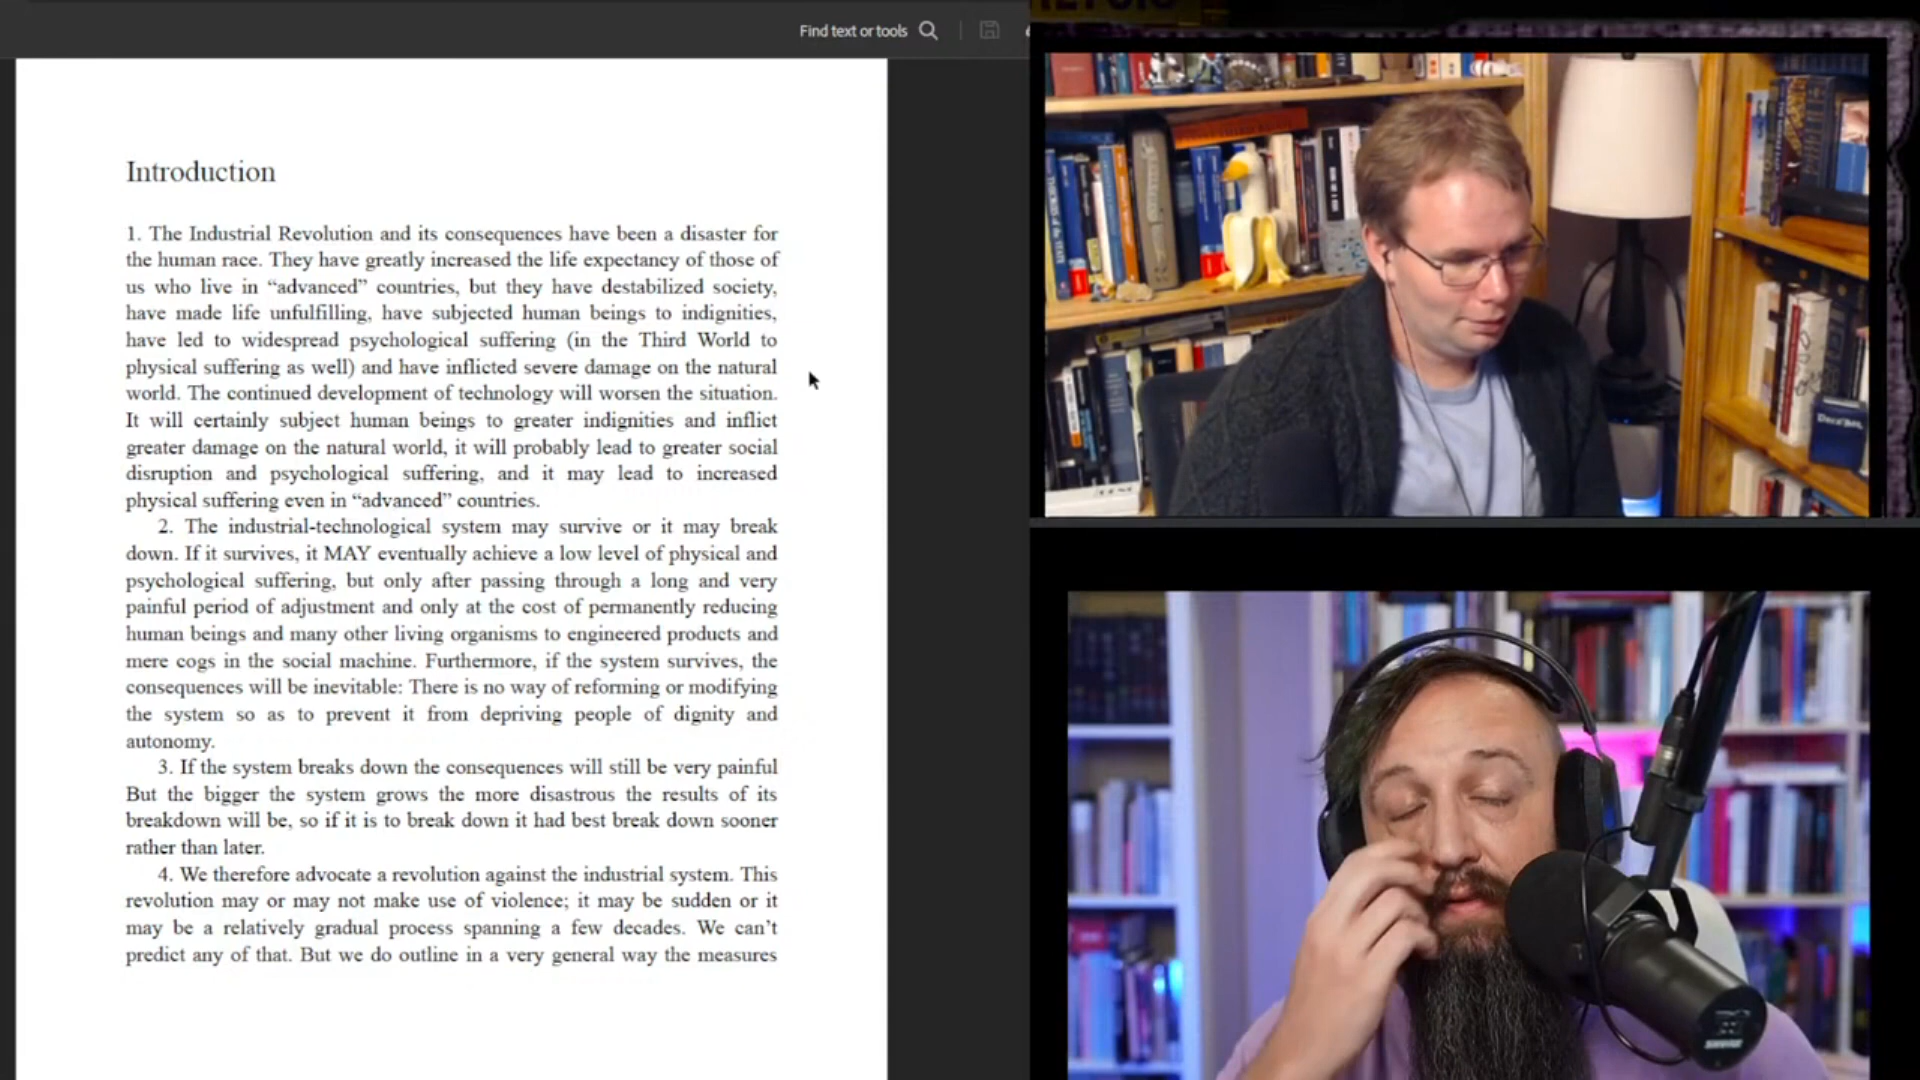 Find text or tools
Introduction
1. The Industrial Revolution and its consequences have been a disaster for
the human race. They have greatly increased the life expectancy of those of
us who live in “advanced” countries, but they have destabilized society,
have made life unfulfilling, have subjected human beings to indignities,
have led to widespread psychological suffering (in the Third World to
physical suffering as well) and have inflicted severe damage on the natural
world. The continued development of technology will worsen the situation.
It will certainly subject human beings to greater indignities and inflict
greater damage on the natural world, it will probably lead to greater social
disruption and psychological suffering, and it may lead to increased
physical suffering even in “advanced” countries.
2. The industrial-technological system may survive or it may break
down. If it survives, it MAY eventually achieve a low level of physical and
psychological suffering, but only after passing through a long and very
painful period of adjustment and only at the cost of permanently reducing
human beings and many other living organisms to engineered products and
mere cogs in the social machine. Furthermore, if the system survives, the
consequences will be inevitable: There is no way of reforming or modifying
the system so as to prevent it from depriving people of dignity and
autonomy.
3. If the system breaks down the consequences will still be very painful
But the bigger the system grows the more disastrous the results of its
breakdown will be, so if it is to break down it had best break down sooner
rather than later.
4. We therefore advocate a revolution against the industrial system. This
revolution may or may not make use of violence; it may be sudden or it
may be a relatively gradual process spanning a few decades. We can’t
predict any of that. But we do outline in a very general way the measures
SHURE